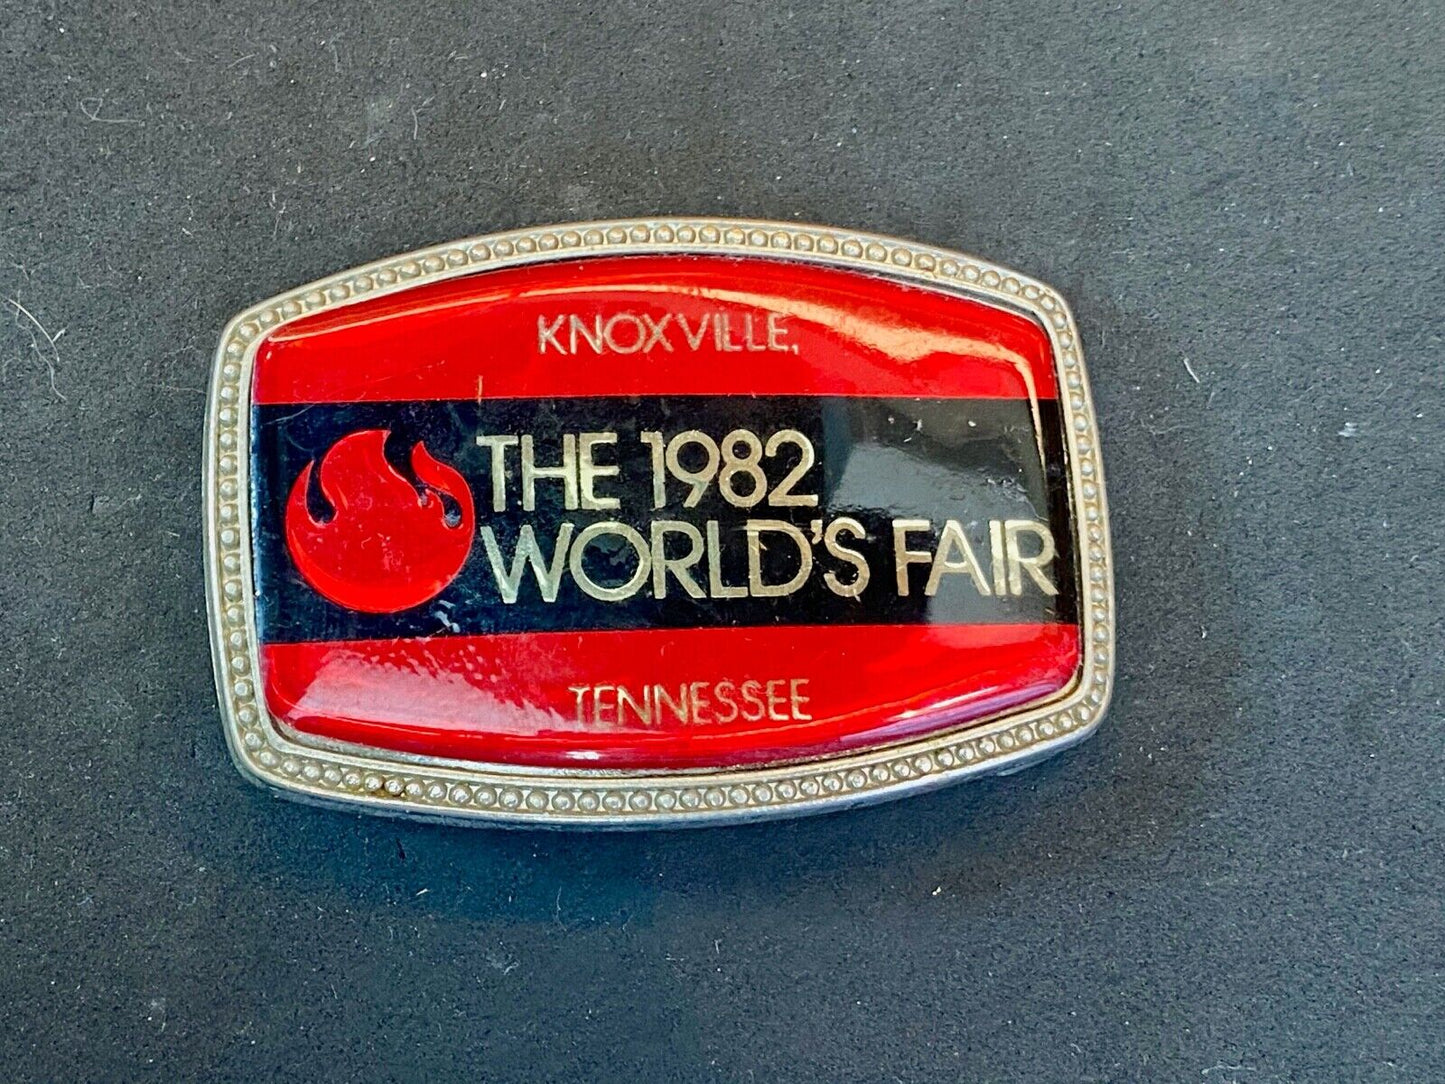 KNOXVILLE,
THE 1982
WORLD'S FAIR
TENNESSEE